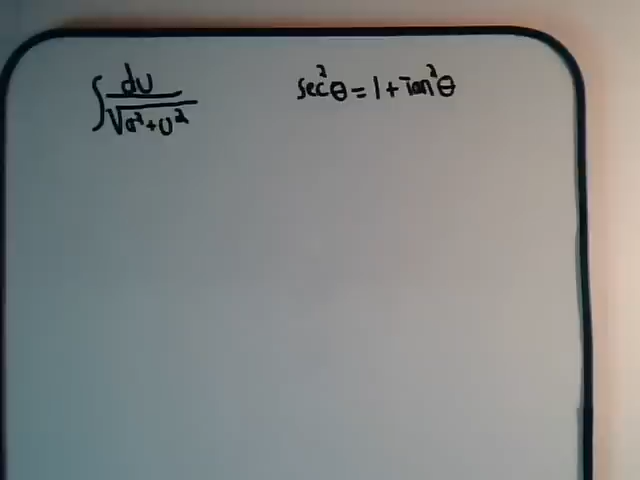 ∫ du / √(a² + u²)
sec²θ = 1 + Tan²θ